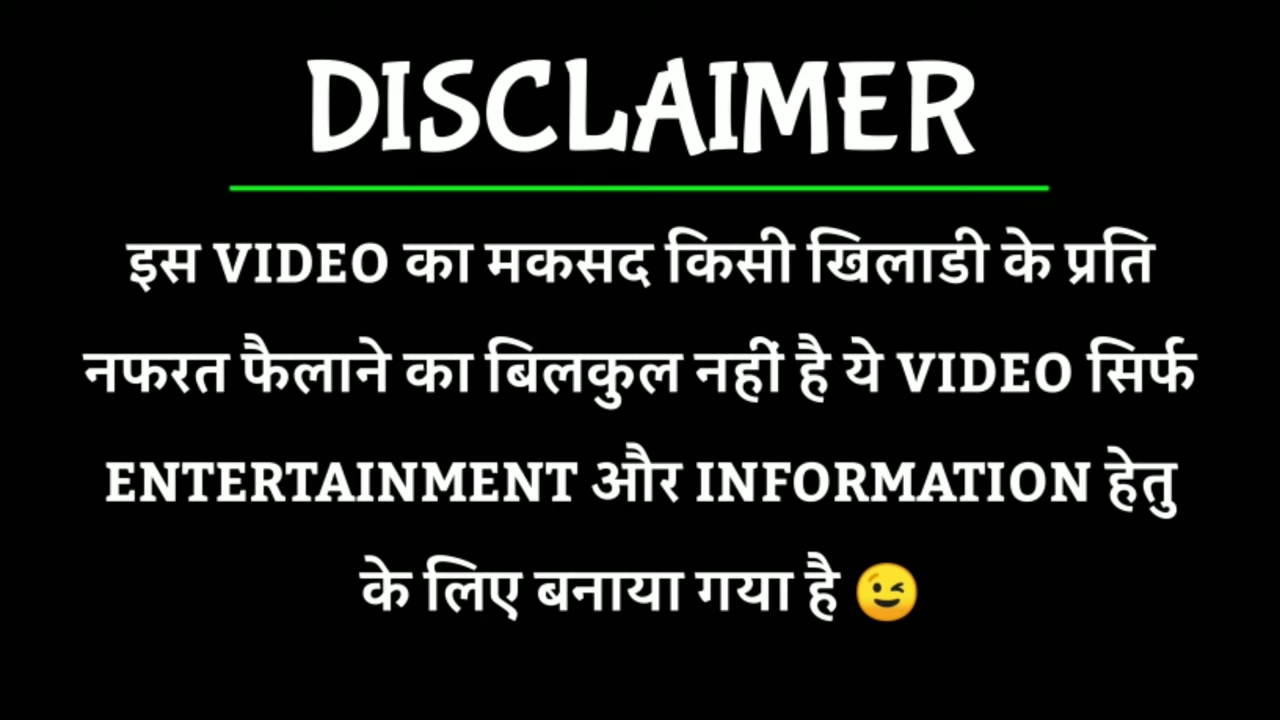 DISCLAIMER
इस VIDEO का मकसद किसी खिलाडी के प्रति
नफरत फैलाने का बिलकुल नहीं है ये VIDEO सिर्फ
ENTERTAINMENT और INFORMATION हेतु
के लिए बनाया गया है 😉